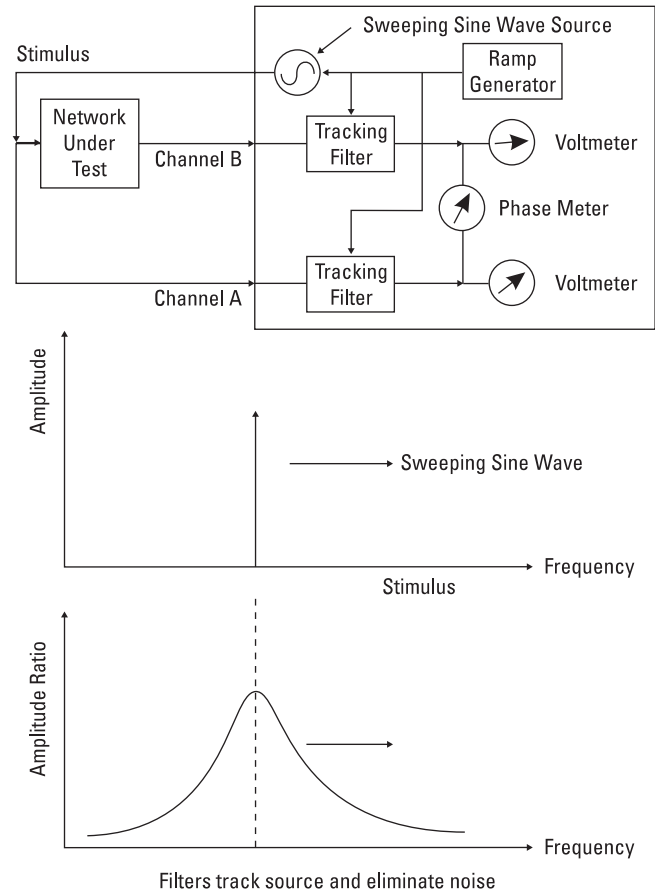 Sweeping Sine Wave Source
Stimulus
Ramp
Generator
Network
Under
Test
Channel B
Tracking
Filter
Voltmeter
Phase Meter
Channel A
Tracking
Filter
Voltmeter
Amplitude
Sweeping Sine Wave
Frequency
Stimulus
Amplitude Ratio
Frequency
Filters track source and eliminate noise